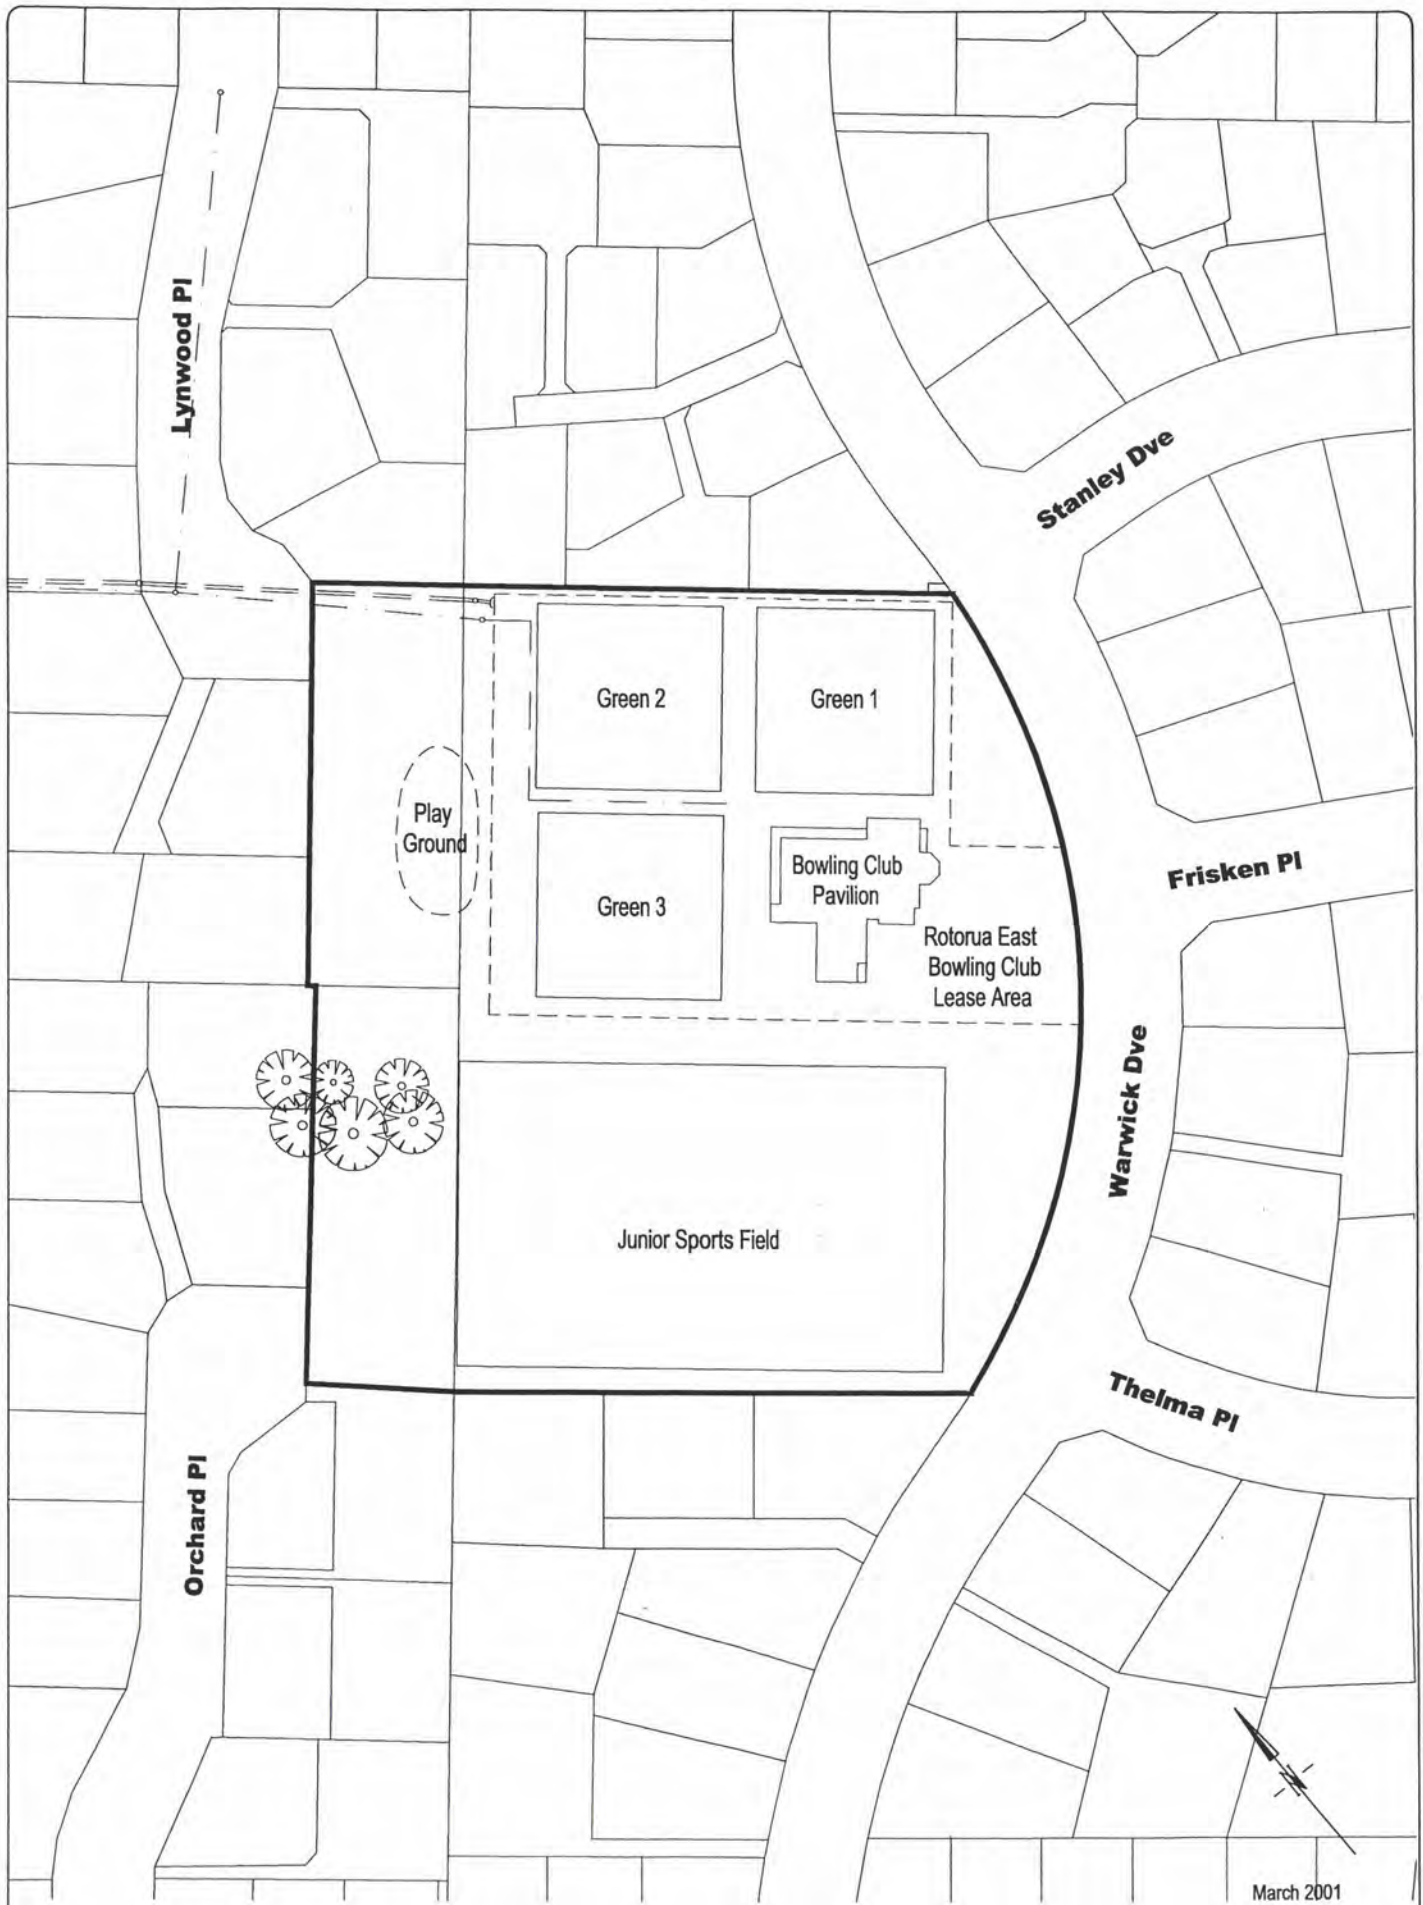 Lynwood Pl
Stanley Dve
Green 2
Green 1
Play
Ground
Bowling Club
Pavilion
Frisken Pl
Green 3
Rotorua East
Bowling Club
Lease Area
Warwick Dve
Junior Sports Field
Thelma Pl
Orchard Pl
N
March 2001